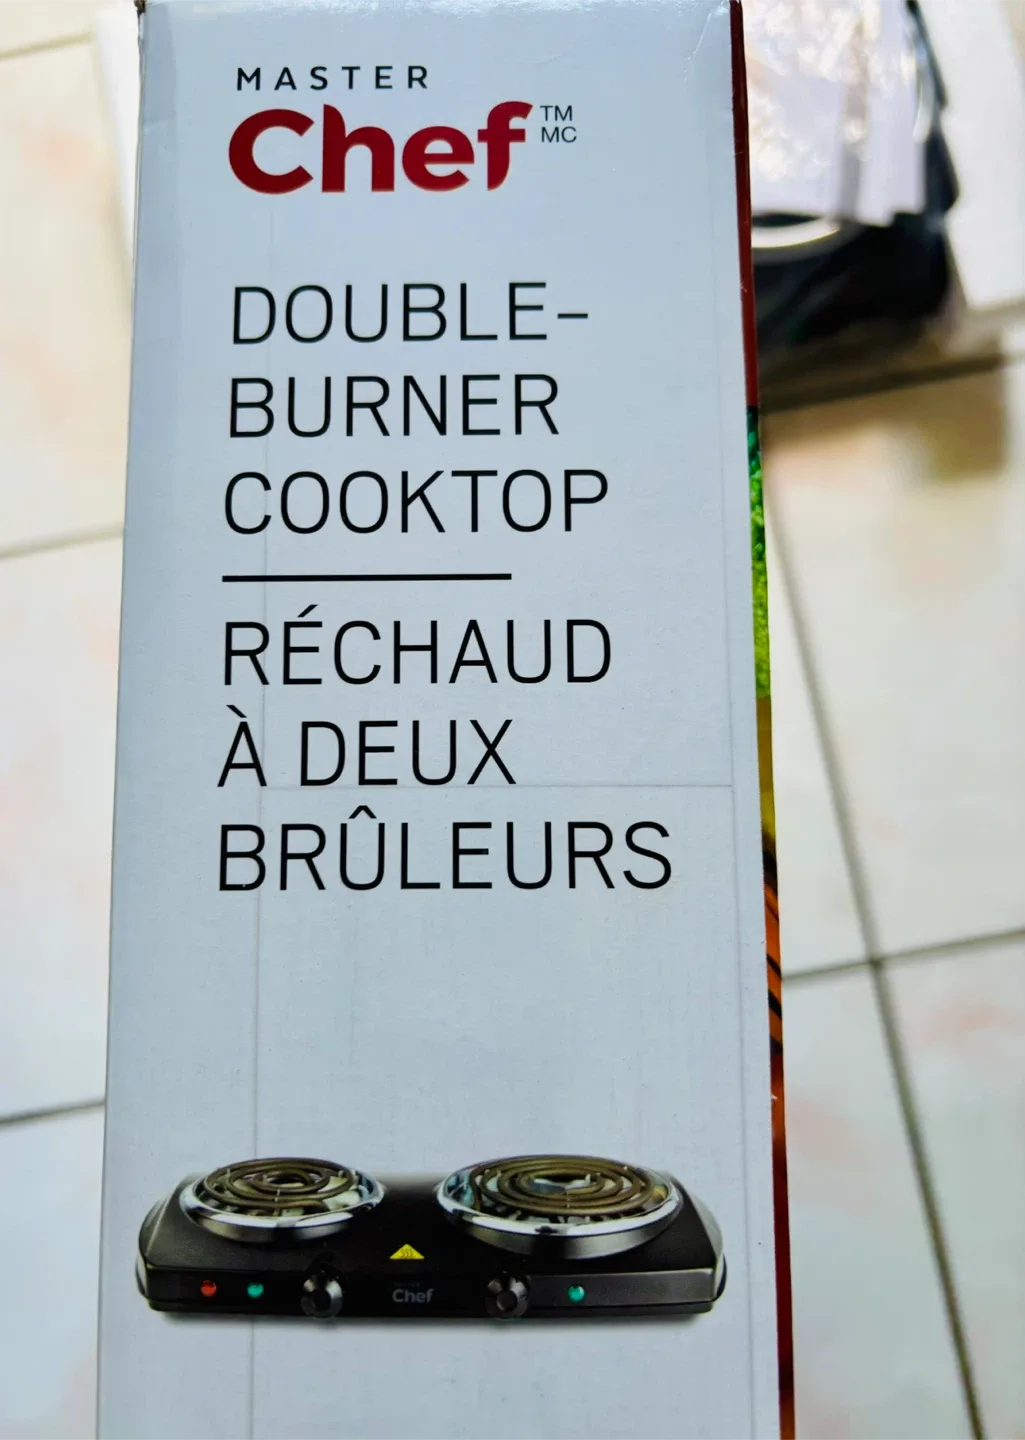 MASTER
Chef TM
MC
DOUBLE-
BURNER
COOKTOP
RÉCHAUD
À DEUX
BRÛLEURS
Chef